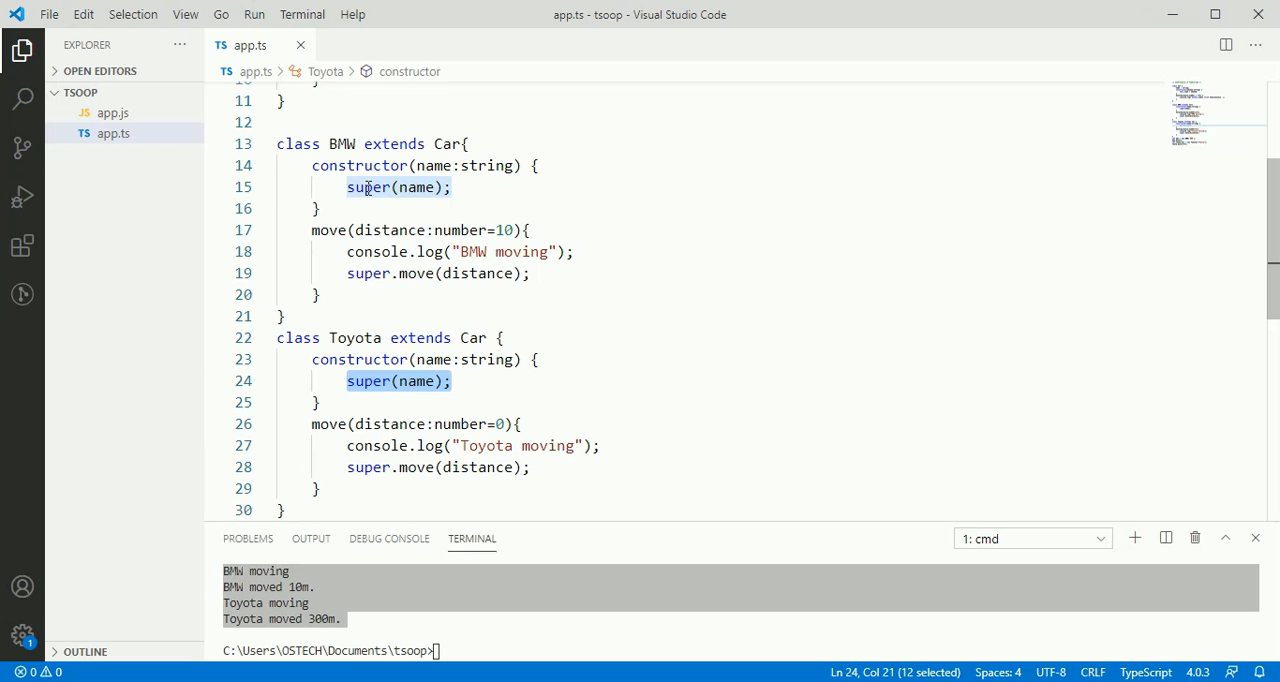 File Edit Selection View Go Run Terminal Help app.ts - tsoop - Visual Studio Code
EXPLORER ··· TS app.ts ×
OPEN EDITORS
TS app.ts > Toyota > constructor
TSOOP
JS app.js
TS app.ts
11 }
12
13 class BMW extends Car{
14 constructor(name:string) {
15 super(name);
16 }
17 move(distance:number=10){
18 console.log("BMW moving");
19 super.move(distance);
20 }
21 }
22 class Toyota extends Car {
23 constructor(name:string) {
24 super(name);
25 }
26 move(distance:number=0){
27 console.log("Toyota moving");
28 super.move(distance);
29 }
30 }
PROBLEMS OUTPUT DEBUG CONSOLE TERMINAL 1: cmd
BMW moving
BMW moved 10m.
Toyota moving
Toyota moved 300m.
C:\Users\OSTECH\Documents\tsoop>
OUTLINE
1
0 0 Ln 24, Col 21 (12 selected) Spaces: 4 UTF-8 CRLF TypeScript 4.0.3